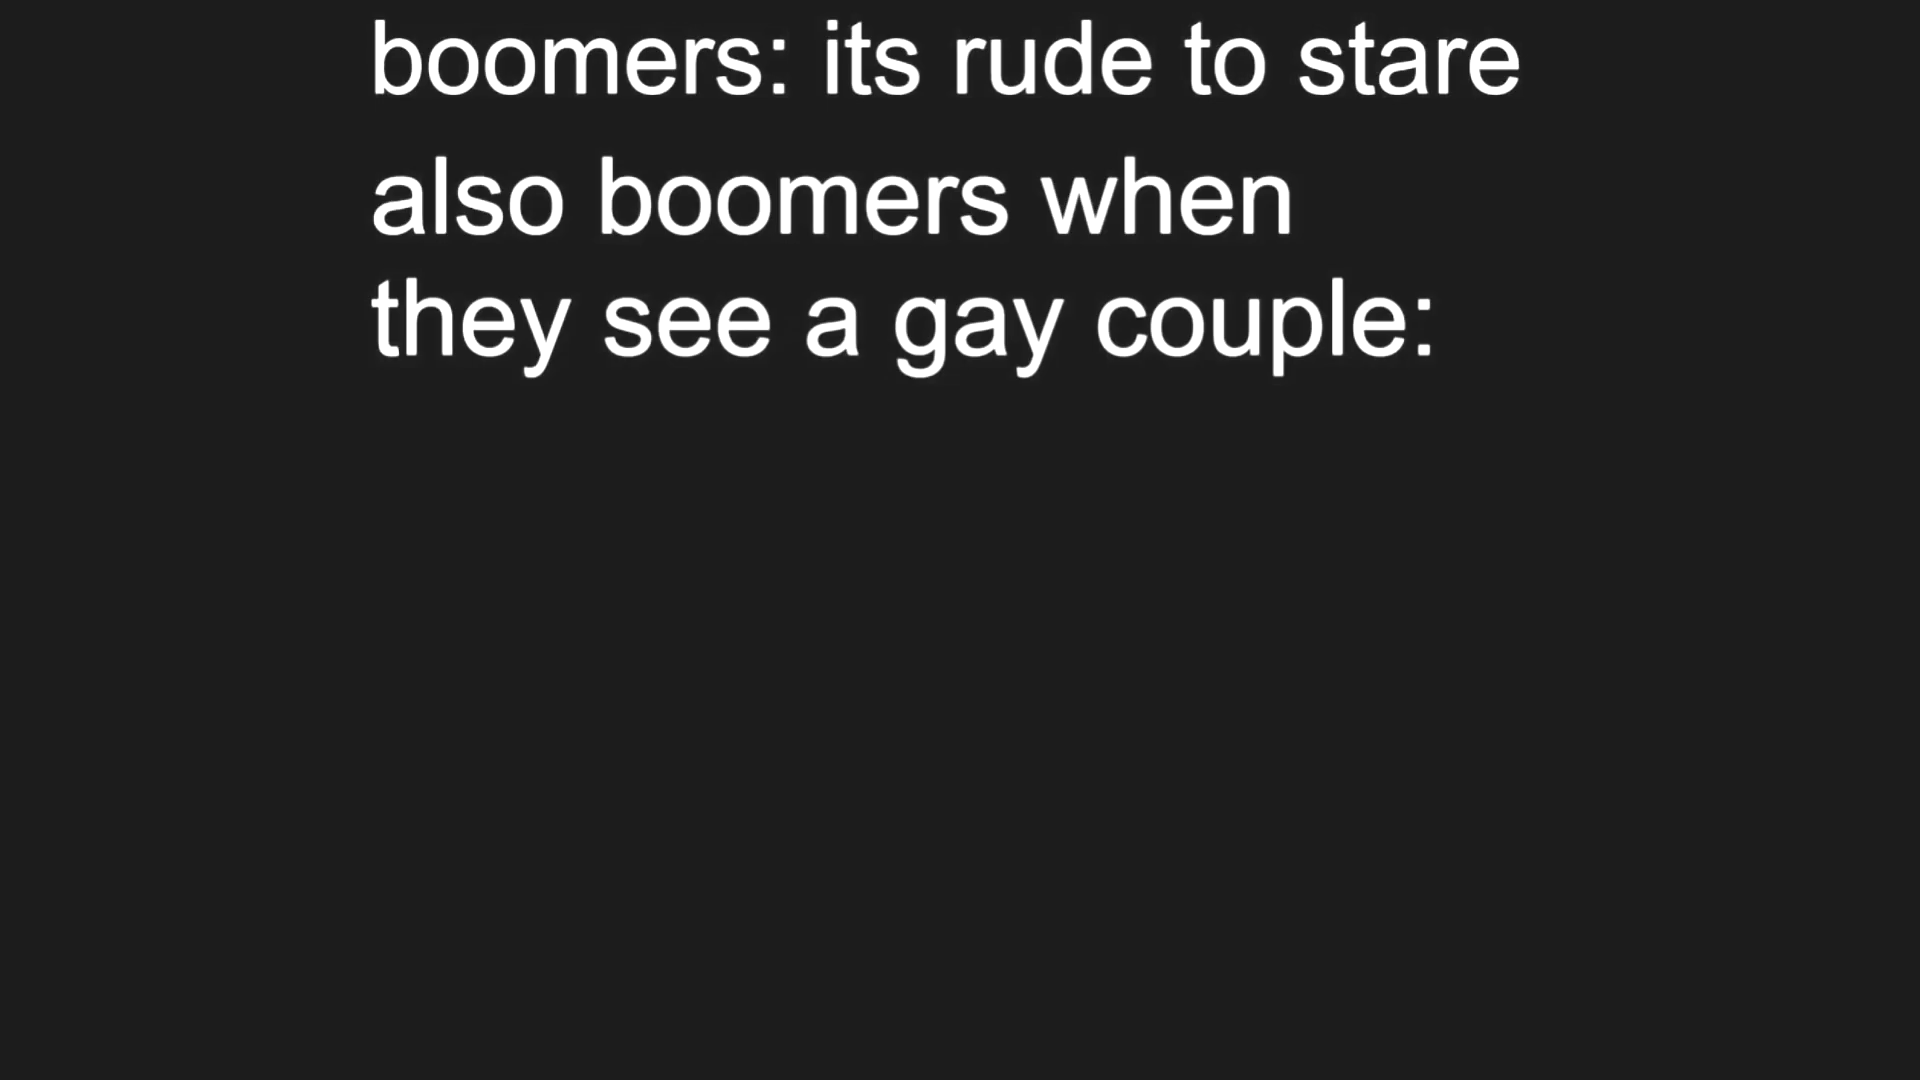 boomers: its rude to stare
also boomers when
they see a gay couple: